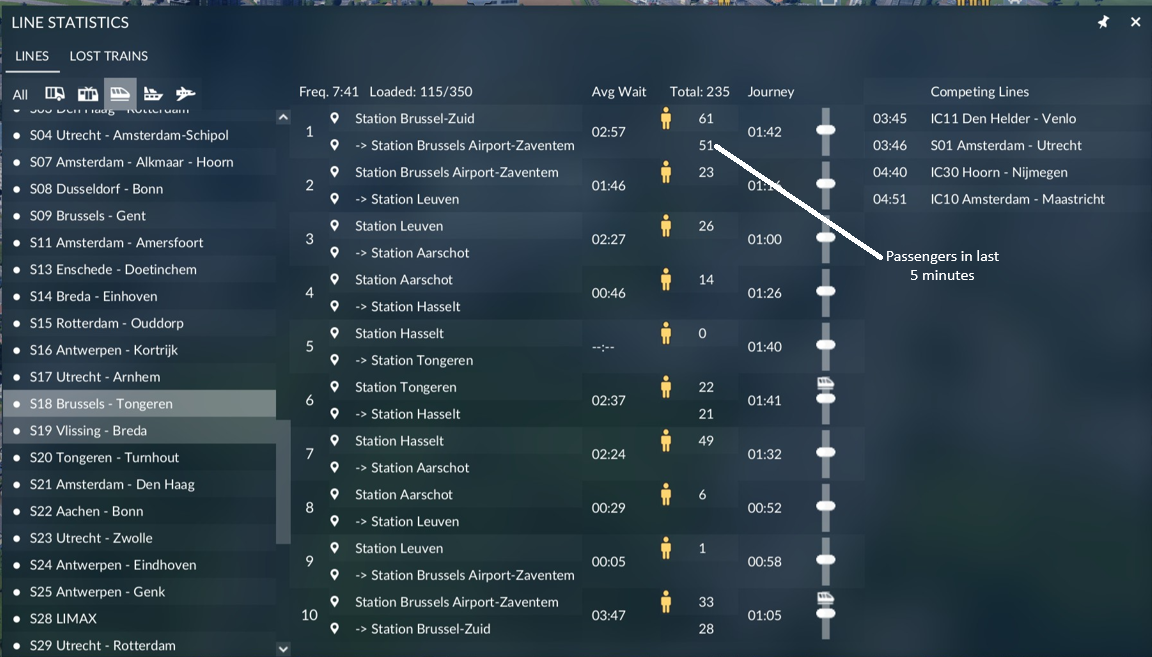 LINE STATISTICS
LINES LOST TRAINS
All
Freq. 7:41 Loaded: 115/350 Avg Wait Total: 235 Journey Competing Lines
S03 Den Haag - Rotterdam
S04 Utrecht - Amsterdam-Schipol
S07 Amsterdam - Alkmaar - Hoorn
S08 Dusseldorf - Bonn
S09 Brussels - Gent
S11 Amsterdam - Amersfoort
S13 Enschede - Doetinchem
S14 Breda - Einhoven
S15 Rotterdam - Ouddorp
S16 Antwerpen - Kortrijk
S17 Utrecht - Arnhem
S18 Brussels - Tongeren
S19 Vlissing - Breda
S20 Tongeren - Turnhout
S21 Amsterdam - Den Haag
S22 Aachen - Bonn
S23 Utrecht - Zwolle
S24 Antwerpen - Eindhoven
S25 Antwerpen - Genk
S28 LIMAX
S29 Utrecht - Rotterdam
1 Station Brussel-Zuid 02:57 61 01:42
-> Station Brussels Airport-Zaventem 51
2 Station Brussels Airport-Zaventem 01:46 23 01:16
-> Station Leuven
3 Station Leuven 02:27 26 01:00
-> Station Aarschot
4 Station Aarschot 00:46 14 01:26
-> Station Hasselt
5 Station Hasselt --:-- 0 01:40
-> Station Tongeren
6 Station Tongeren 02:37 22 01:41
-> Station Hasselt 21
7 Station Hasselt 02:24 49 01:32
-> Station Aarschot
8 Station Aarschot 00:29 6 00:52
-> Station Leuven
9 Station Leuven 00:05 1 00:58
-> Station Brussels Airport-Zaventem
10 Station Brussels Airport-Zaventem 03:47 33 01:05
-> Station Brussel-Zuid 28
03:45 IC11 Den Helder - Venlo
03:46 S01 Amsterdam - Utrecht
04:40 IC30 Hoorn - Nijmegen
04:51 IC10 Amsterdam - Maastricht
Passengers in last
5 minutes